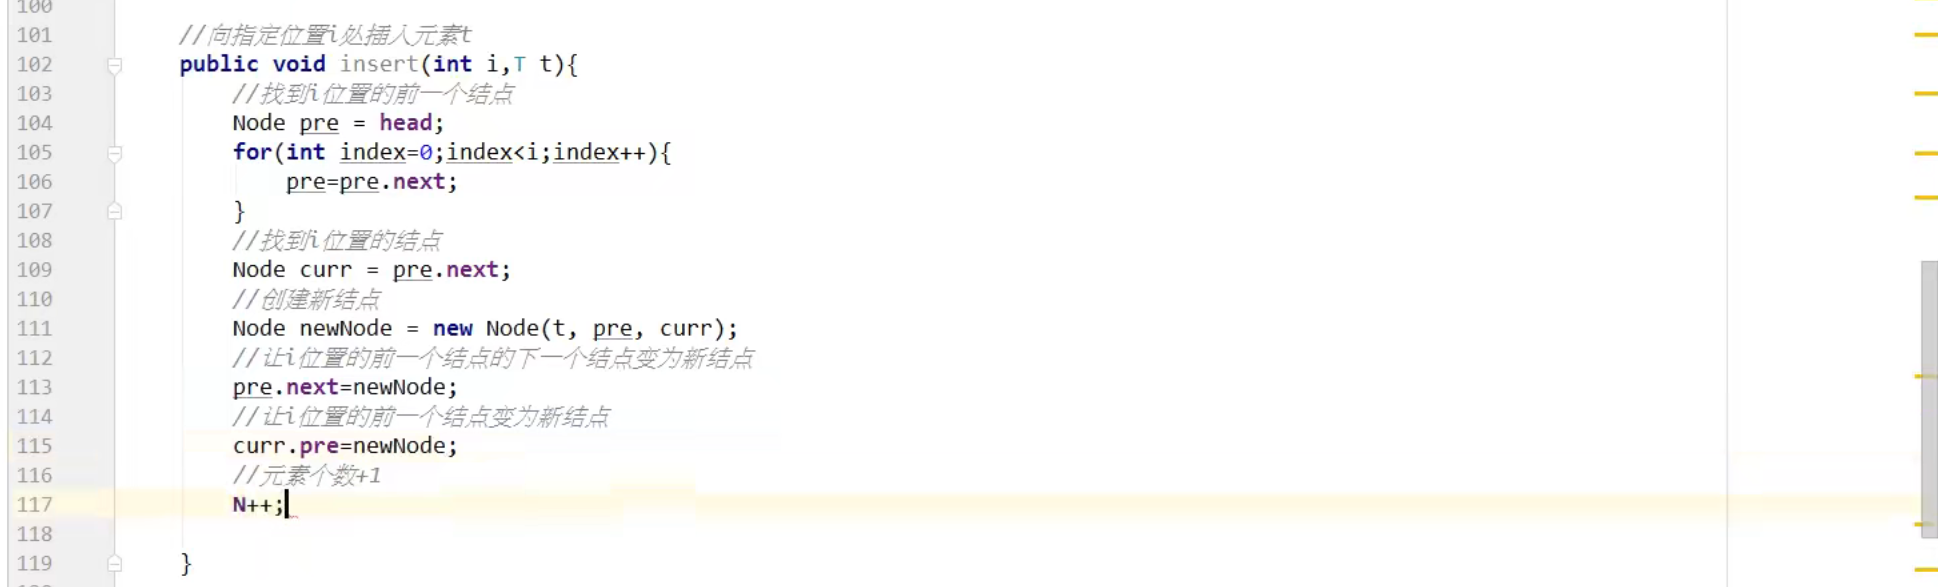 100
101 //向指定位置i处插入元素t
102 public void insert(int i,T t){
103 //找到i位置的前一个结点
104 Node pre = head;
105 for(int index=0;index<i;index++){
106 pre=pre.next;
107 }
108 //找到i位置的结点
109 Node curr = pre.next;
110 //创建新结点
111 Node newNode = new Node(t, pre, curr);
112 //让i位置的前一个结点的下一个结点变为新结点
113 pre.next=newNode;
114 //让i位置的前一个结点变为新结点
115 curr.pre=newNode;
116 //元素个数+1
117 N++;
118
119 }